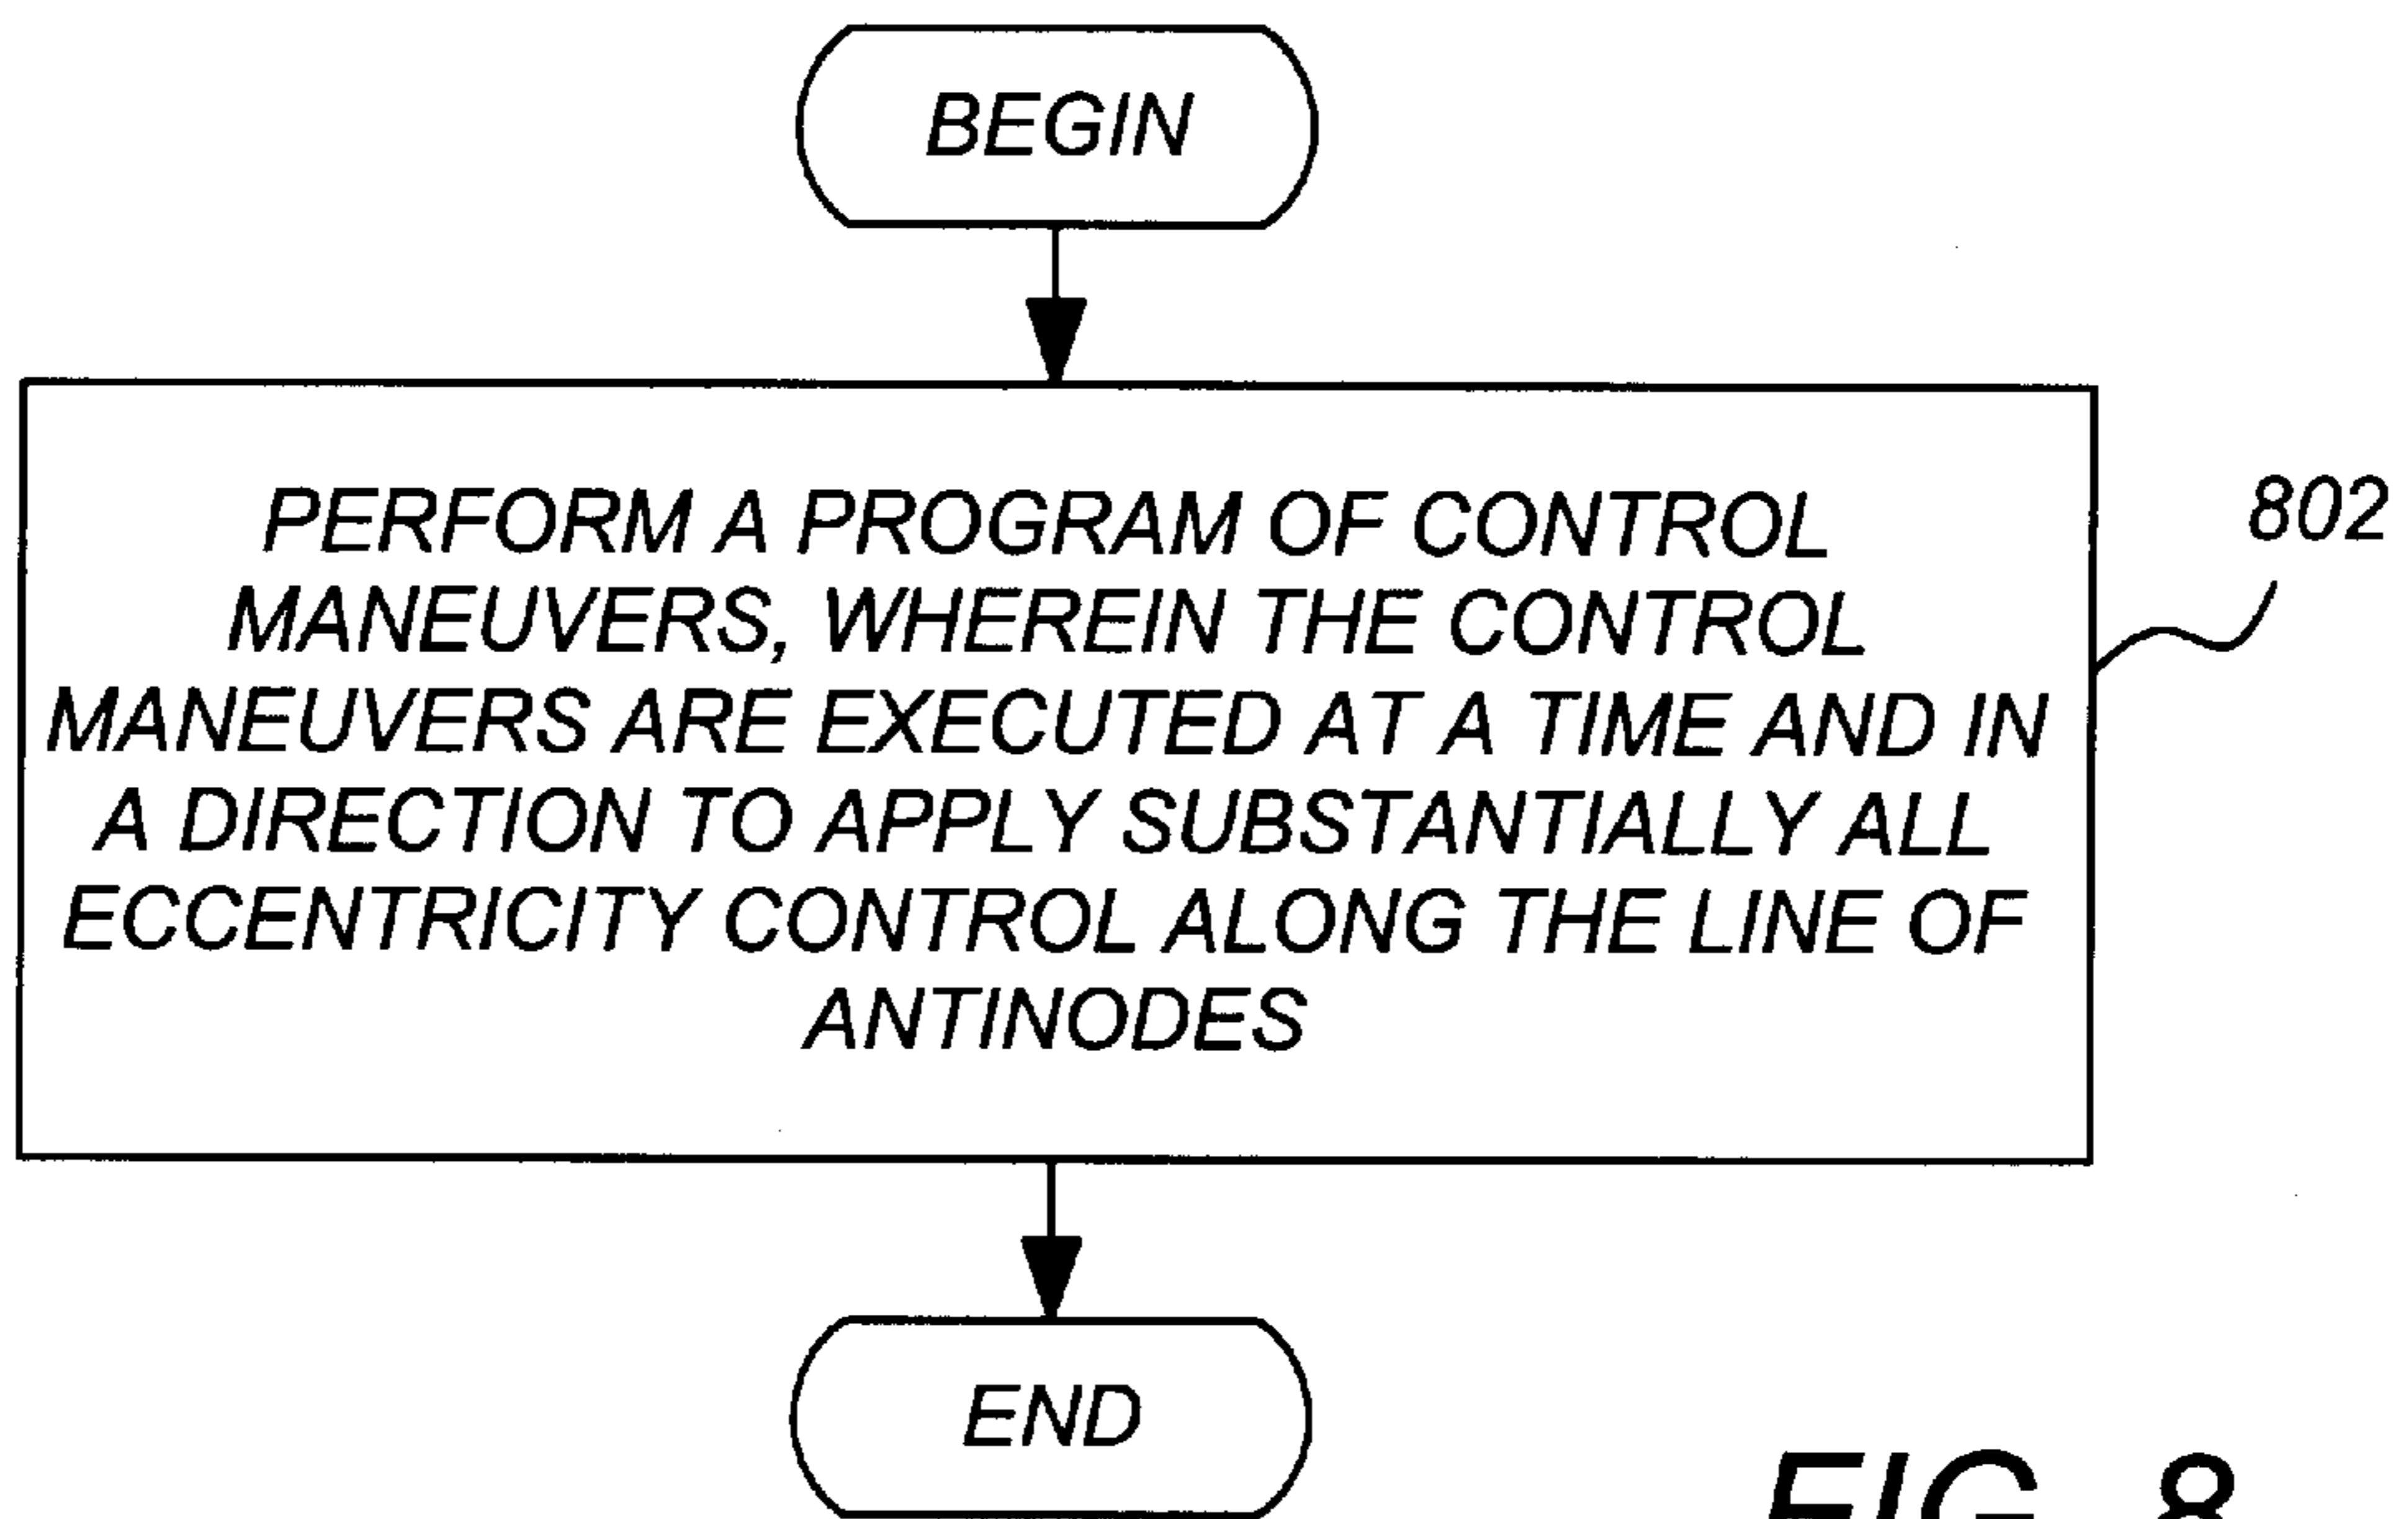 BEGIN
PERFORM A PROGRAM OF CONTROL
MANEUVERS, WHEREIN THE CONTROL
MANEUVERS ARE EXECUTED AT A TIME AND IN
A DIRECTION TO APPLY SUBSTANTIALLY ALL
ECCENTRICITY CONTROL ALONG THE LINE OF
ANTINODES
802
END
FIG. 8